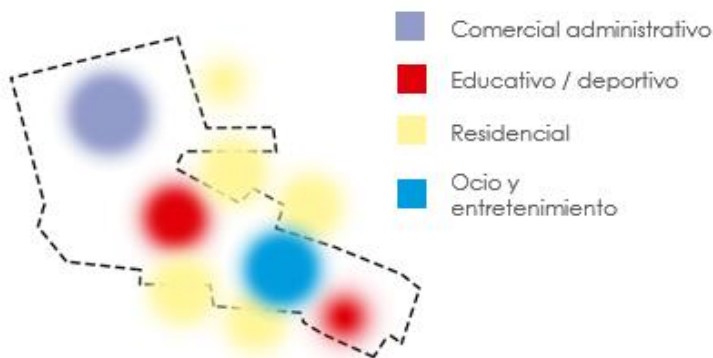 Comercial administrativo
Educativo / deportivo
Residencial
Ocio y
entretenimiento